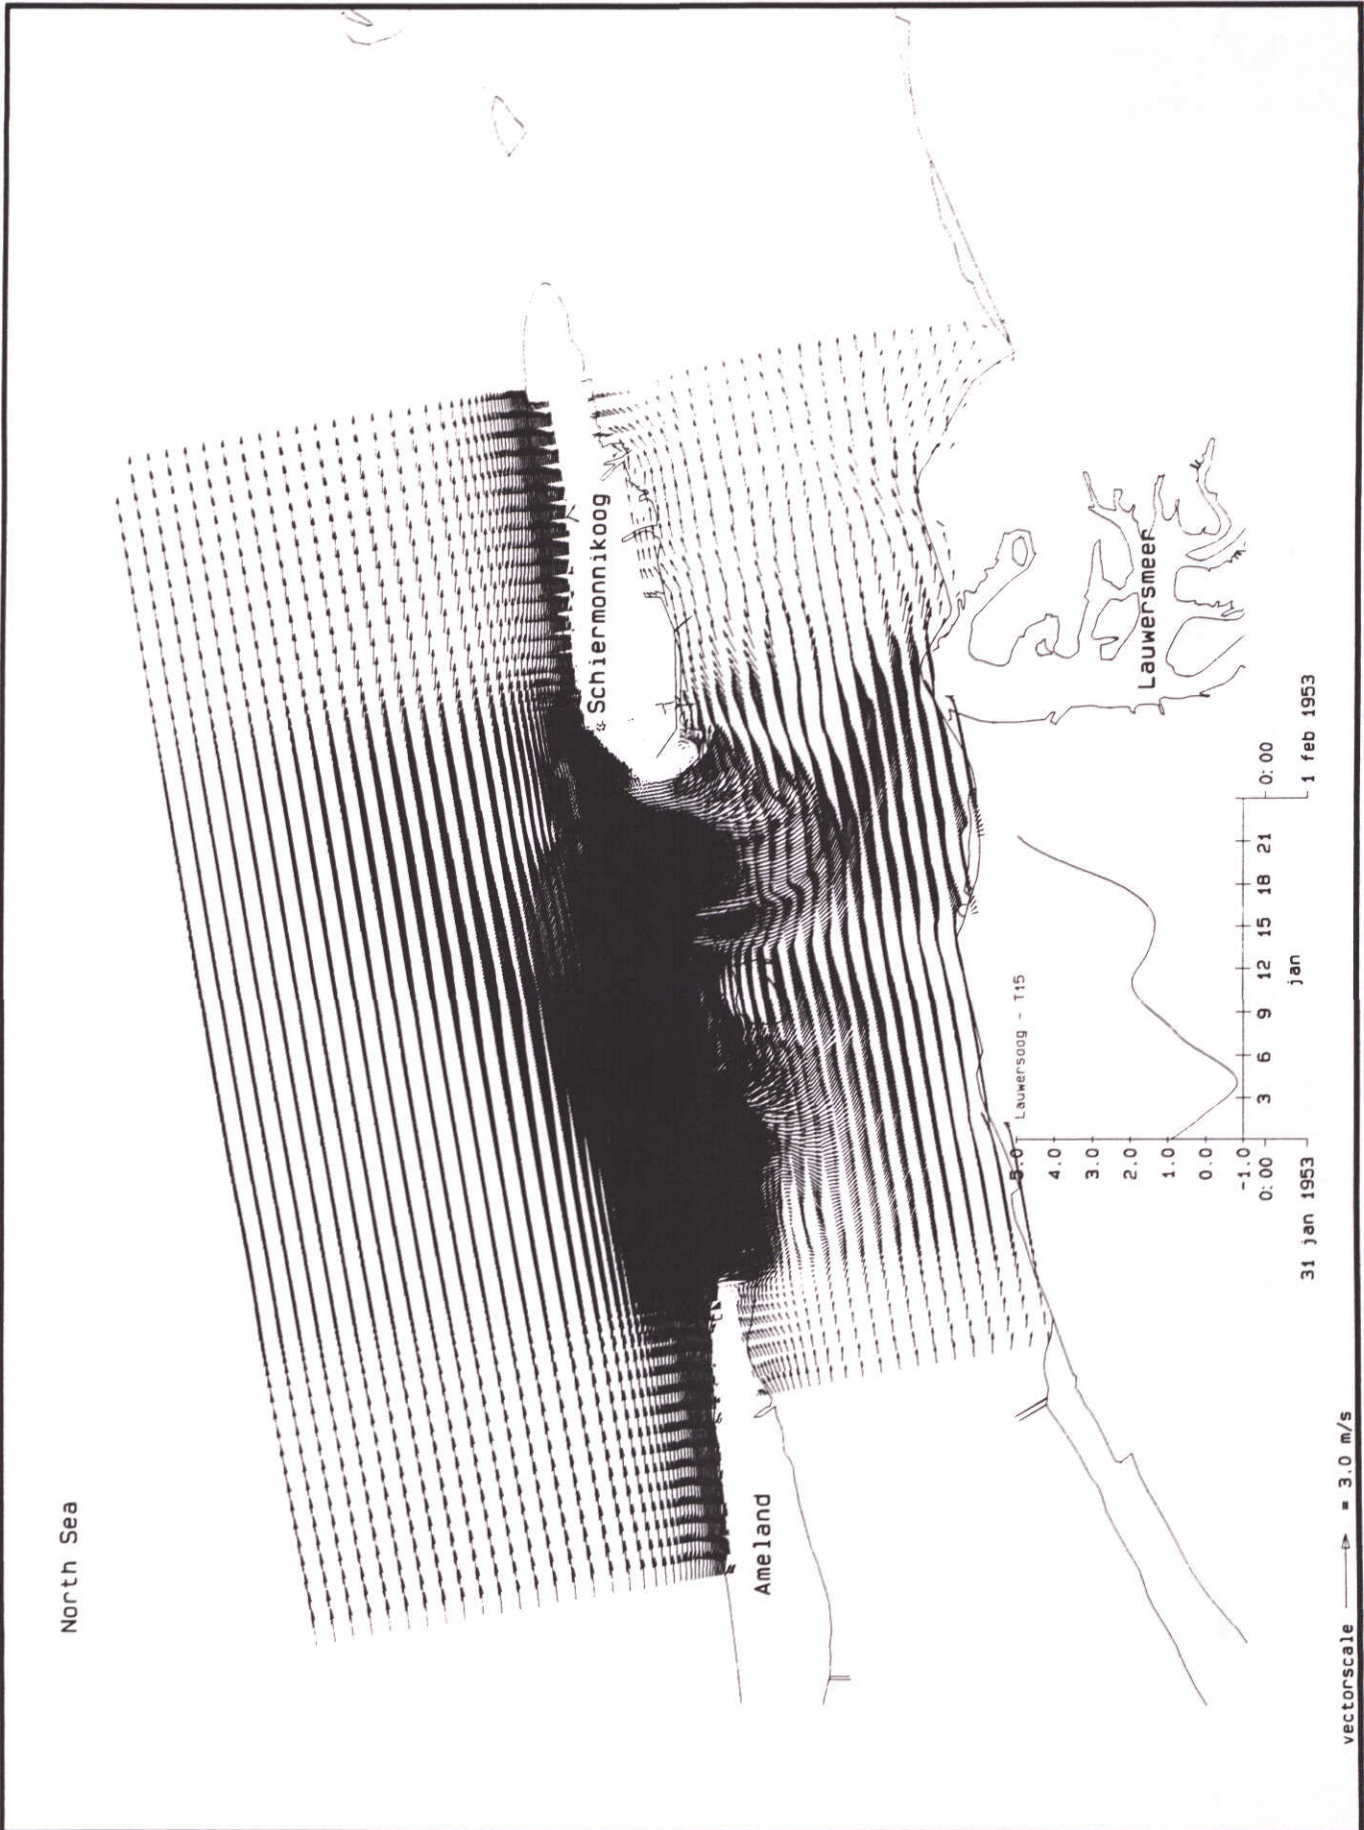 North Sea
Schiermonnikoog
Ameland
Lauwersmeer
Lauwersoog - T15
5.0
4.0
3.0
2.0
1.0
0.0
-1.0
0:00 3 6 9 12 15 18 21 0:00
jan
31 jan 1953 1 feb 1953
vectorscale = 3.0 m/s